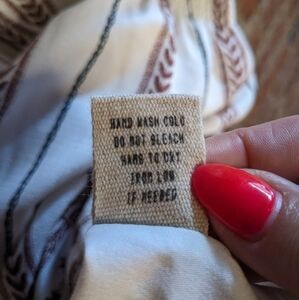 HAND WASH COLD
DO NOT BLEACH
HANG TO DRY
IRON LOW
IF NEEDED